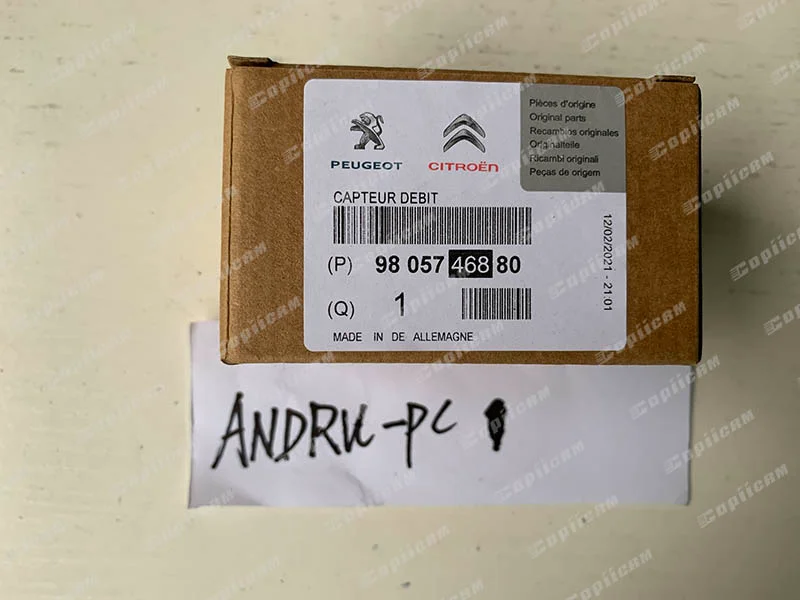 PEUGEOT
CITROËN
Pièces d'origine
Original parts
Recambios originales
Originalteile
Ricambi originali
Peças de origem
CAPTEUR DEBIT
(P) 98 057 468 80
(Q) 1
MADE IN DE ALLEMAGNE
12/02/2021 - 21:01
ANDRU-PC
Copiicam